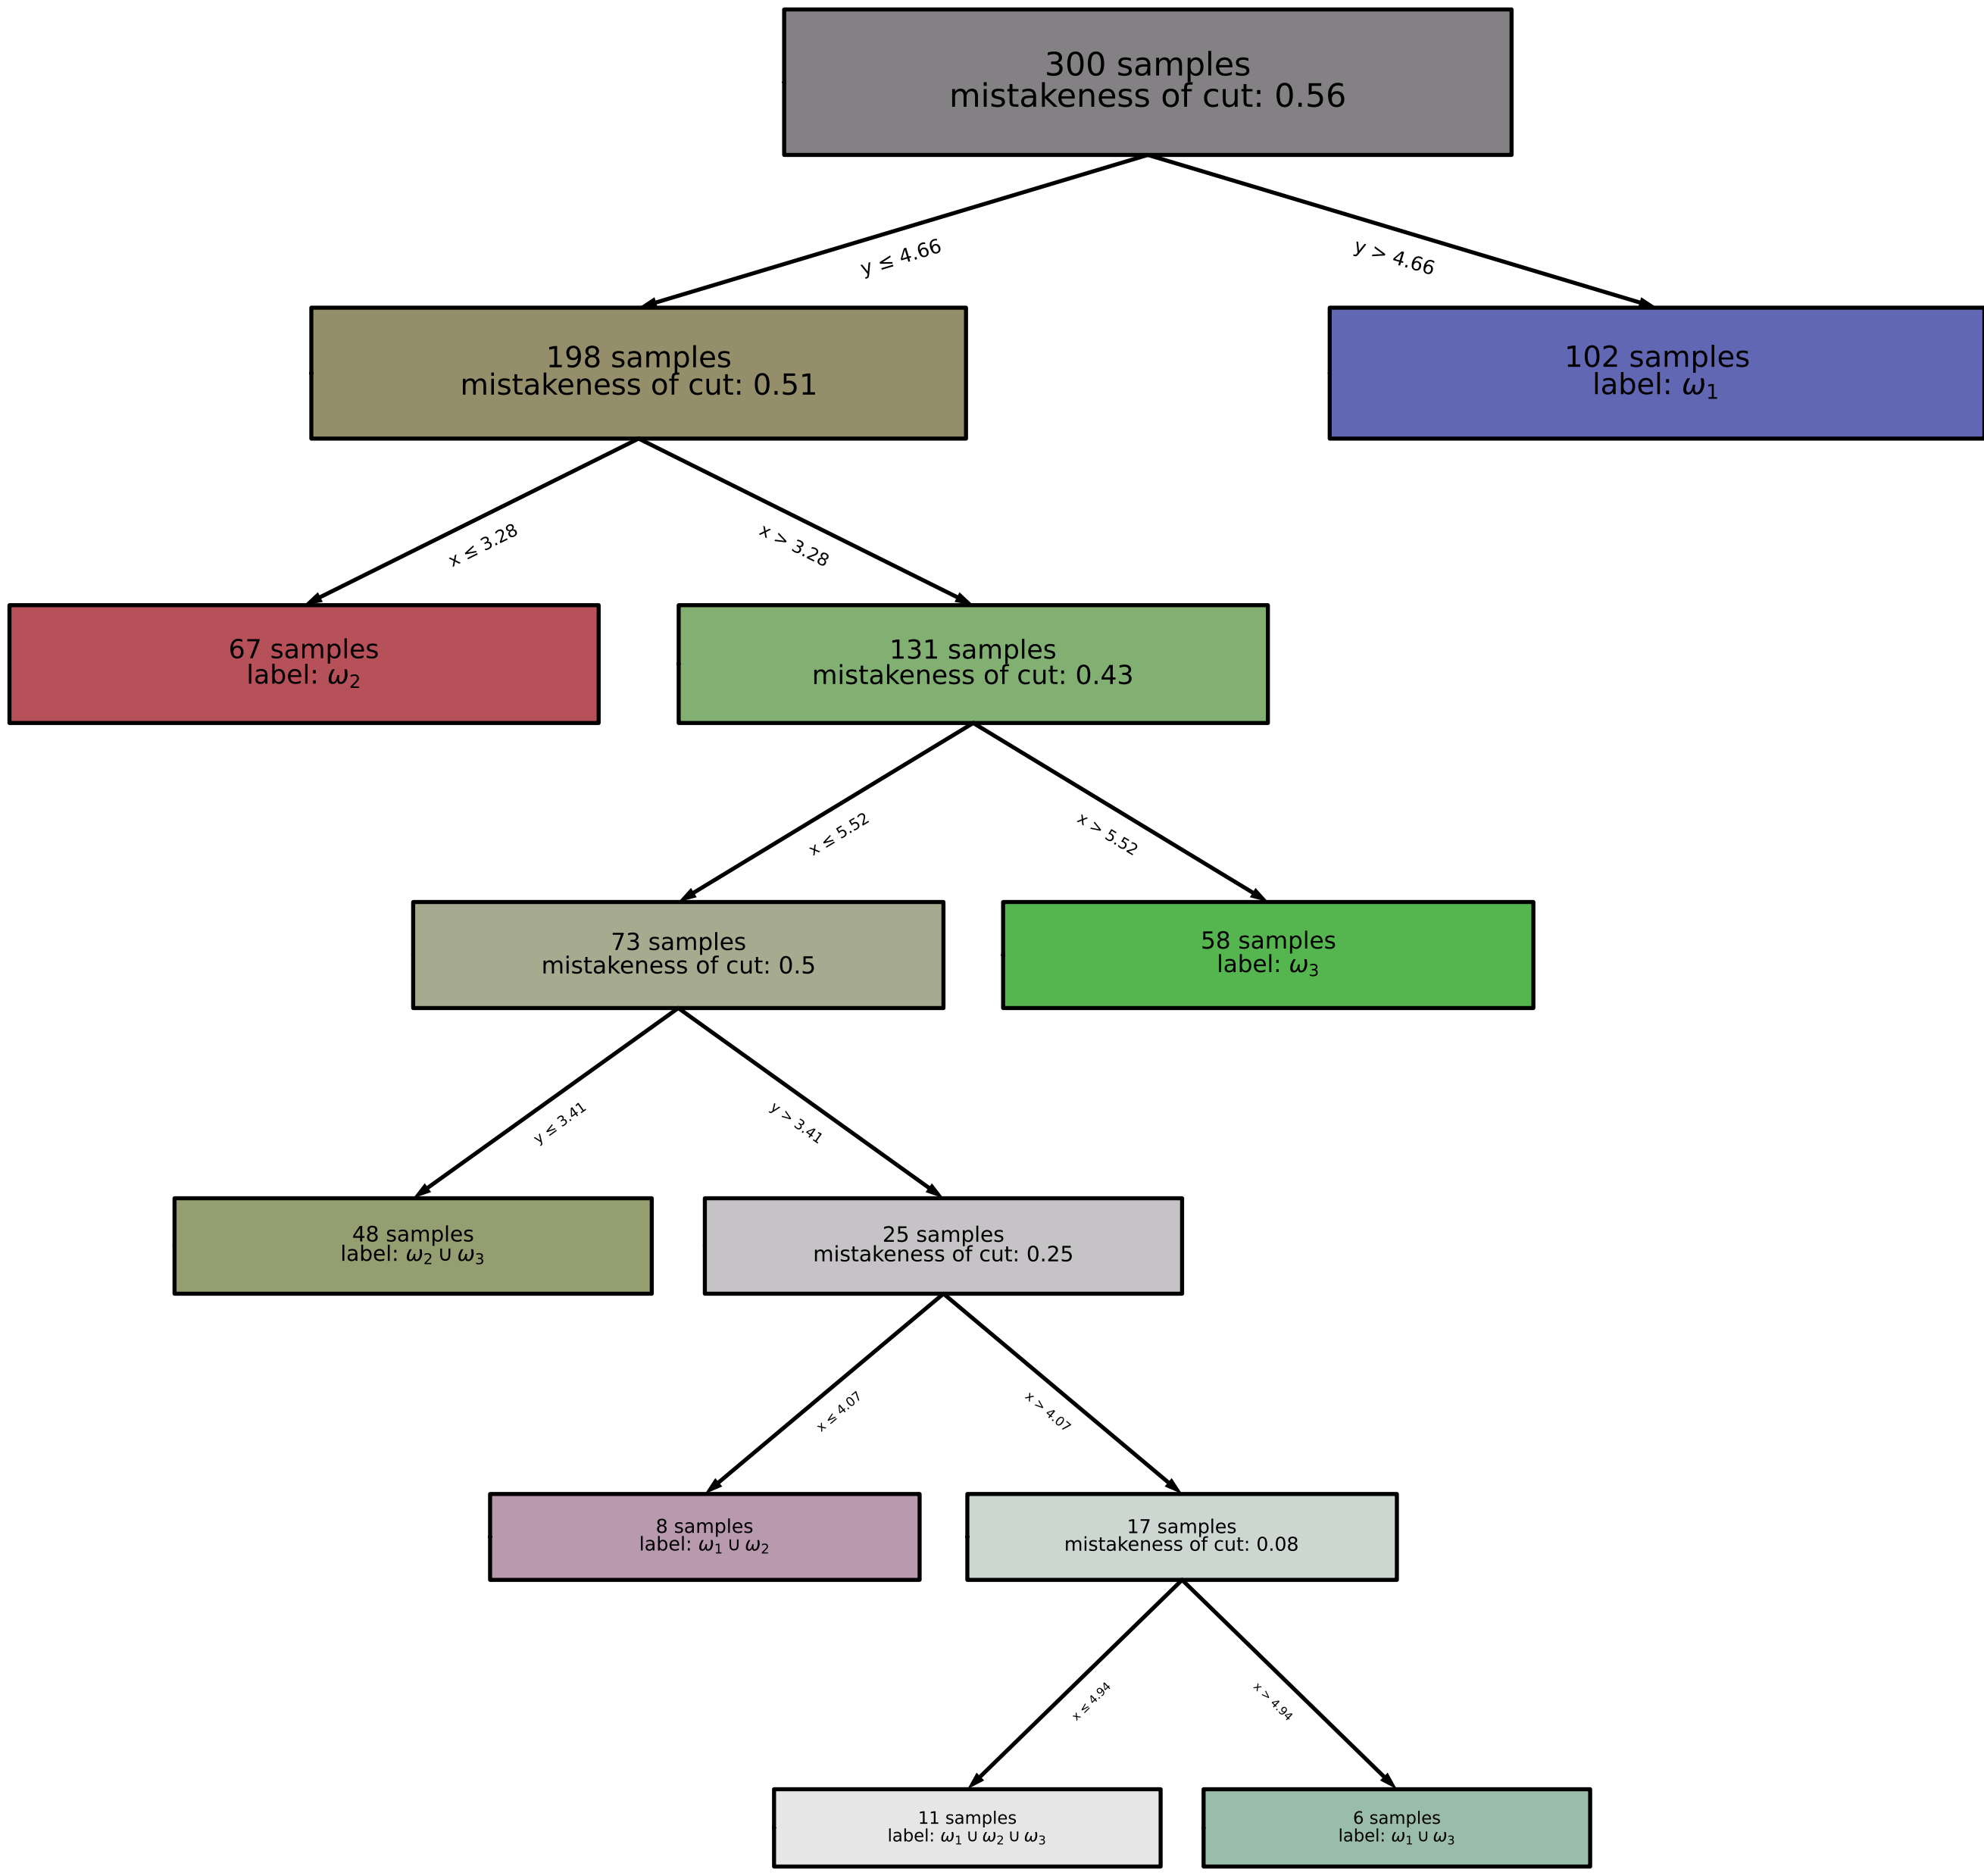 300 samples
mistakeness of cut: 0.56
y ≤ 4.66
y > 4.66
198 samples
mistakeness of cut: 0.51
102 samples
label: ω₁
x ≤ 3.28
x > 3.28
67 samples
label: ω₂
131 samples
mistakeness of cut: 0.43
x ≤ 5.52
x > 5.52
73 samples
mistakeness of cut: 0.5
58 samples
label: ω₃
y ≤ 3.41
y > 3.41
48 samples
label: ω₂ ∪ ω₃
25 samples
mistakeness of cut: 0.25
x ≤ 4.07
x > 4.07
8 samples
label: ω₁ ∪ ω₂
17 samples
mistakeness of cut: 0.08
x ≤ 4.94
x > 4.94
11 samples
label: ω₁ ∪ ω₂ ∪ ω₃
6 samples
label: ω₁ ∪ ω₃